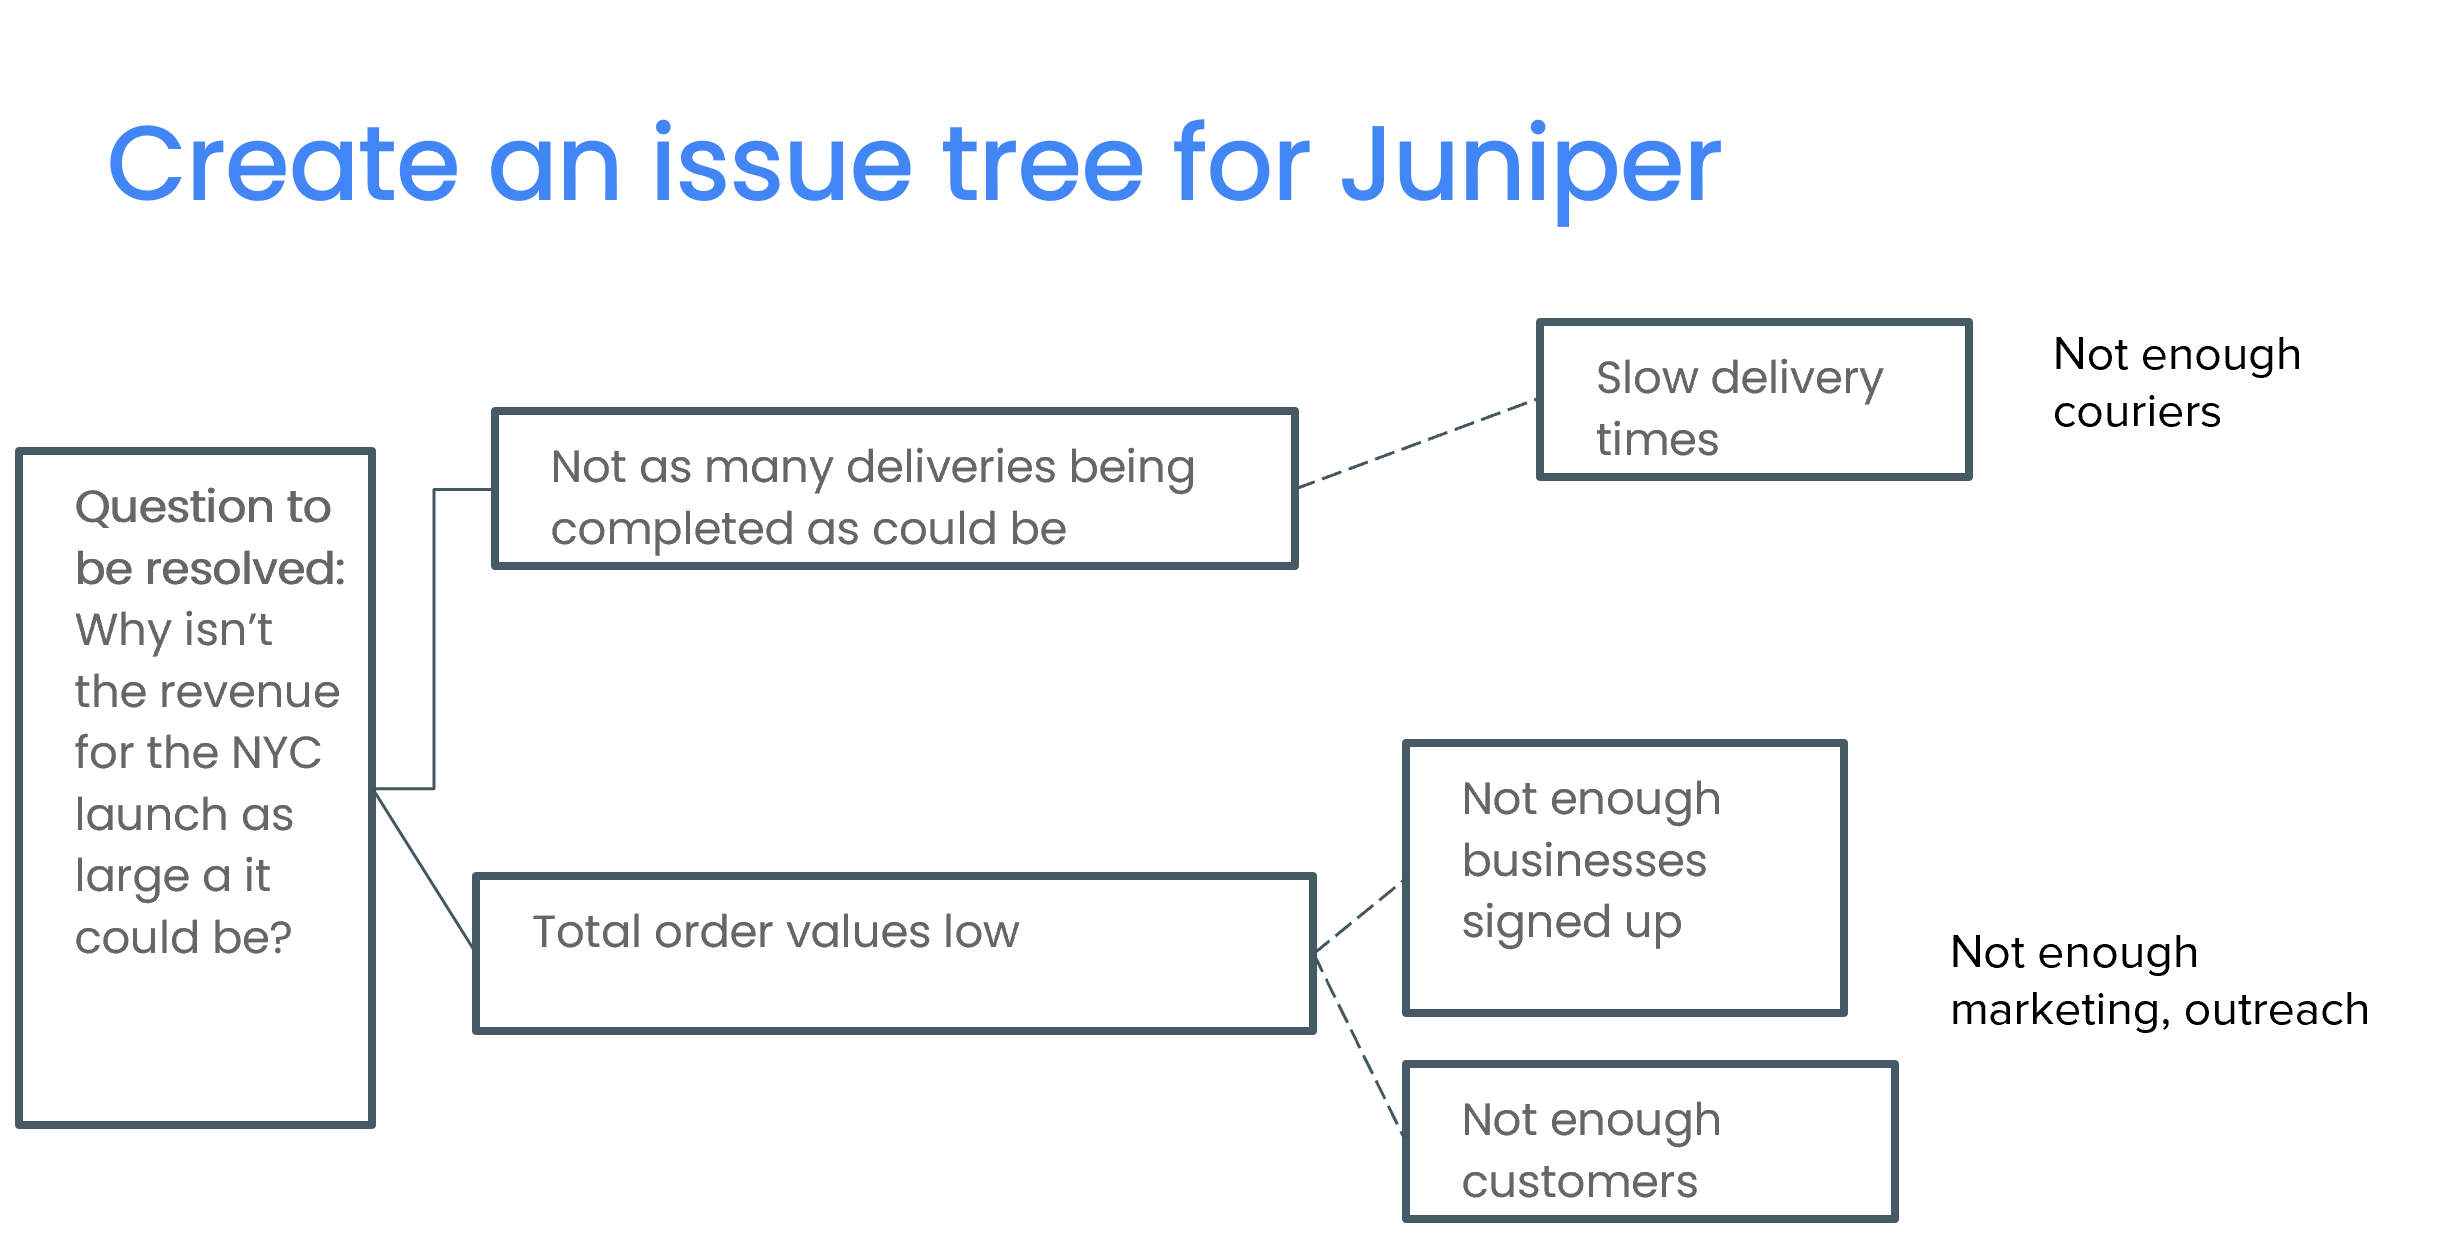 Create an issue tree for Juniper
Question to
be resolved:
Why isn’t
the revenue
for the NYC
launch as
large a it
could be?
Not as many deliveries being
completed as could be
Slow delivery
times
Not enough
couriers
Total order values low
Not enough
businesses
signed up
Not enough
customers
Not enough
marketing, outreach